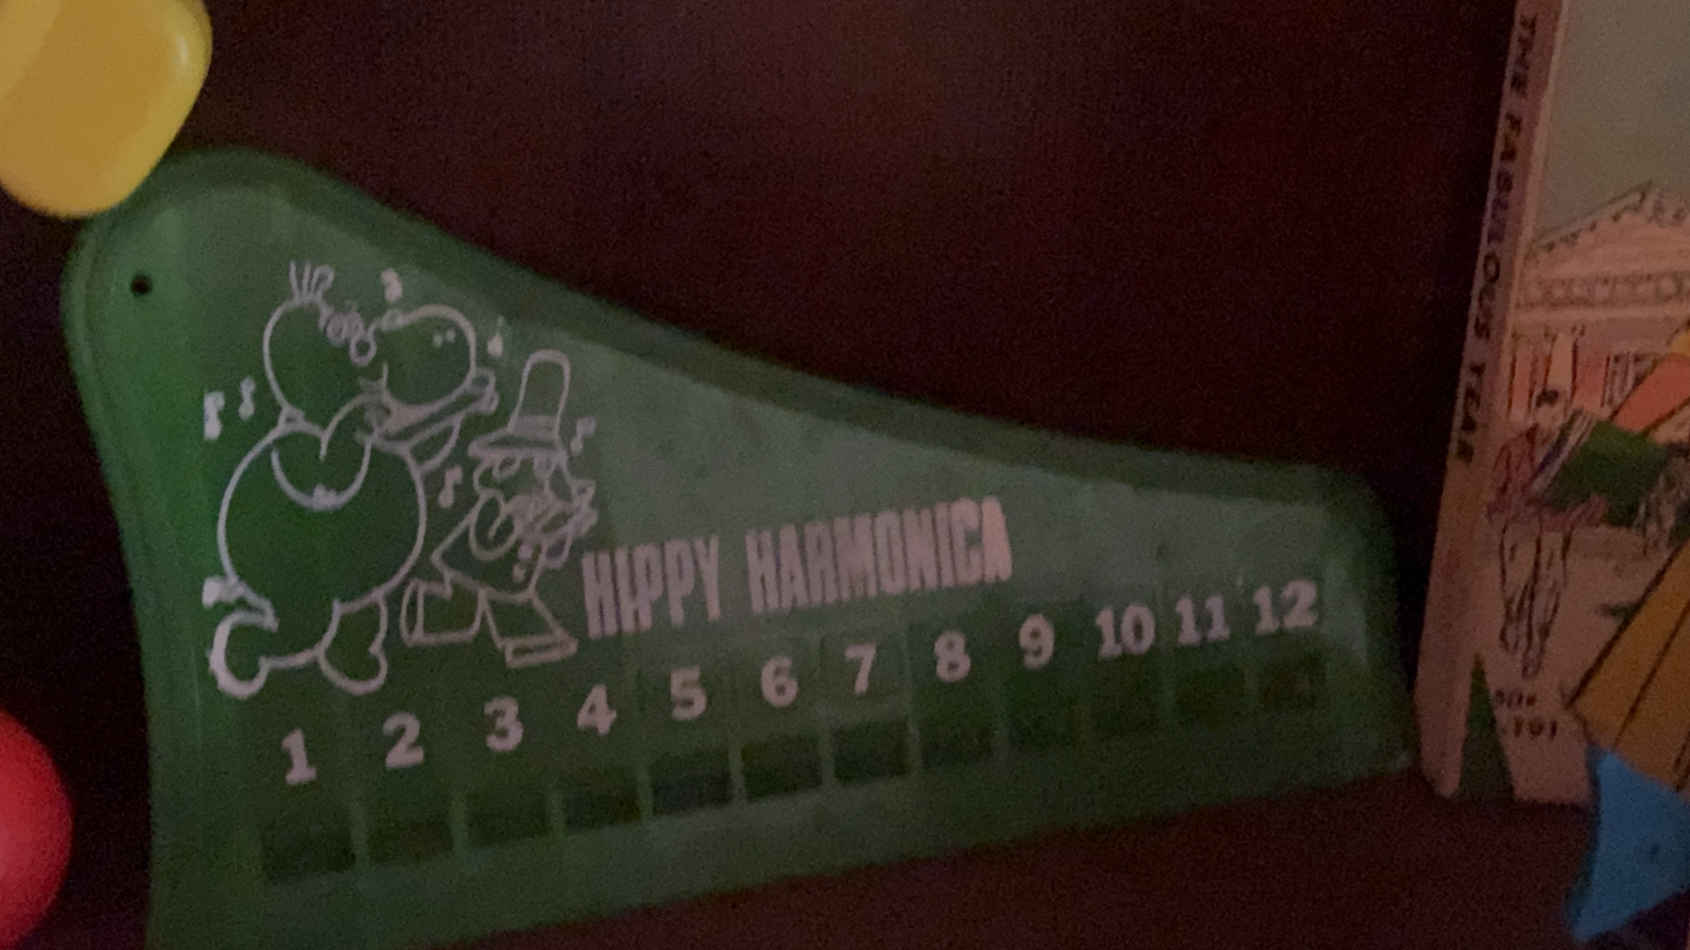 HIPPY HARMONICA
1 2 3 4 5 6 7 8 9 10 11 12
THE FABULOUS YEAR